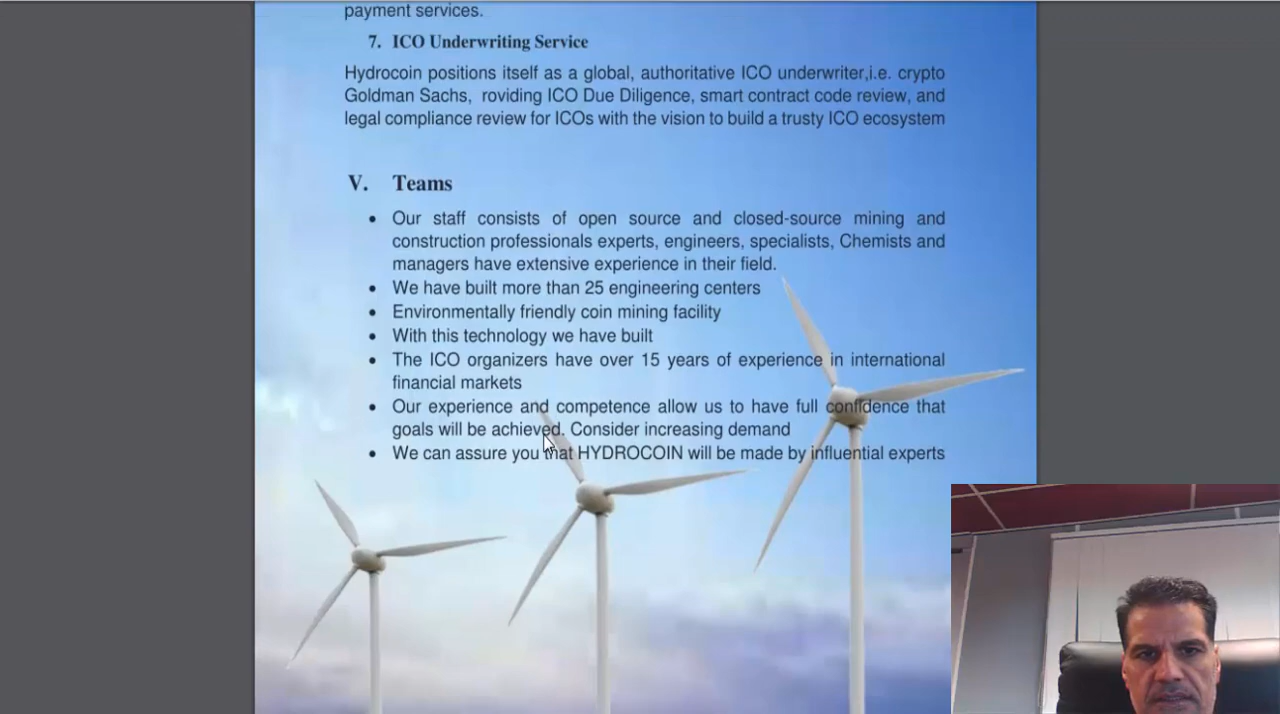 payment services.
7. ICO Underwriting Service
Hydrocoin positions itself as a global, authoritative ICO underwriter,i.e. crypto
Goldman Sachs, roviding ICO Due Diligence, smart contract code review, and
legal compliance review for ICOs with the vision to build a trusty ICO ecosystem
V. Teams
• Our staff consists of open source and closed-source mining and
construction professionals experts, engineers, specialists, Chemists and
managers have extensive experience in their field.
• We have built more than 25 engineering centers
• Environmentally friendly coin mining facility
• With this technology we have built
• The ICO organizers have over 15 years of experience in international
financial markets
• Our experience and competence allow us to have full confidence that
goals will be achieved. Consider increasing demand
• We can assure you that HYDROCOIN will be made by influential experts